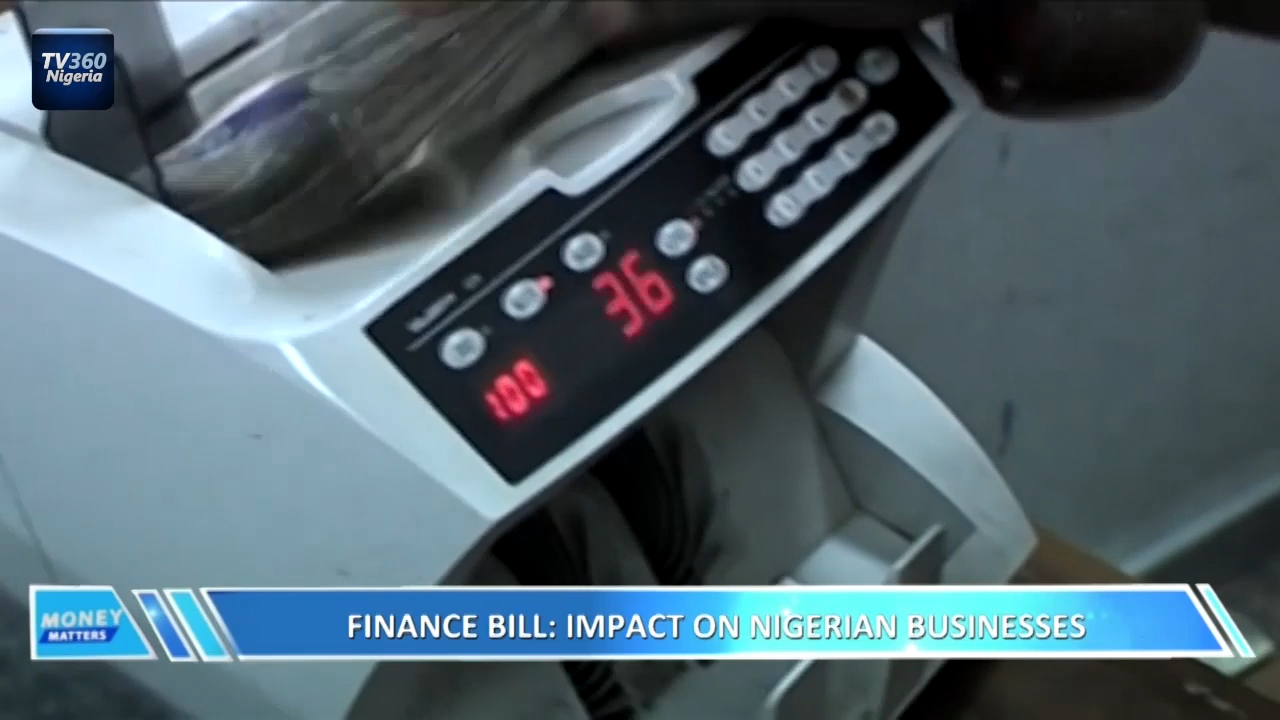 TV360
Nigeria
36
100
MONEY
MATTERS
FINANCE BILL: IMPACT ON NIGERIAN BUSINESSES